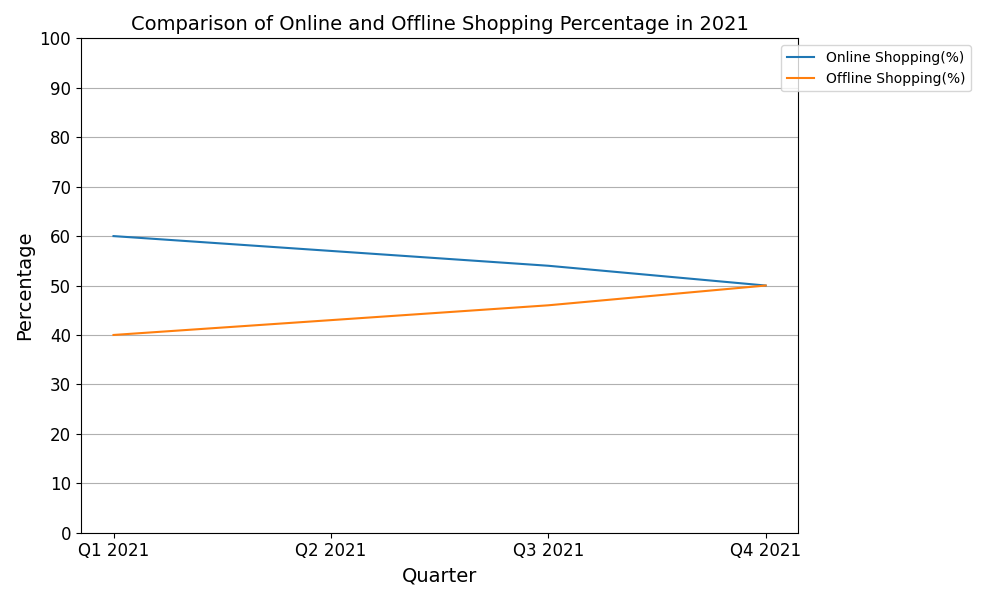 Comparison of Online and Offline Shopping Percentage in 2021
Online Shopping(%)
Offline Shopping(%)
Percentage
100
90
80
70
60
50
40
30
20
10
0
Q1 2021 Q2 2021 Q3 2021 Q4 2021
Quarter